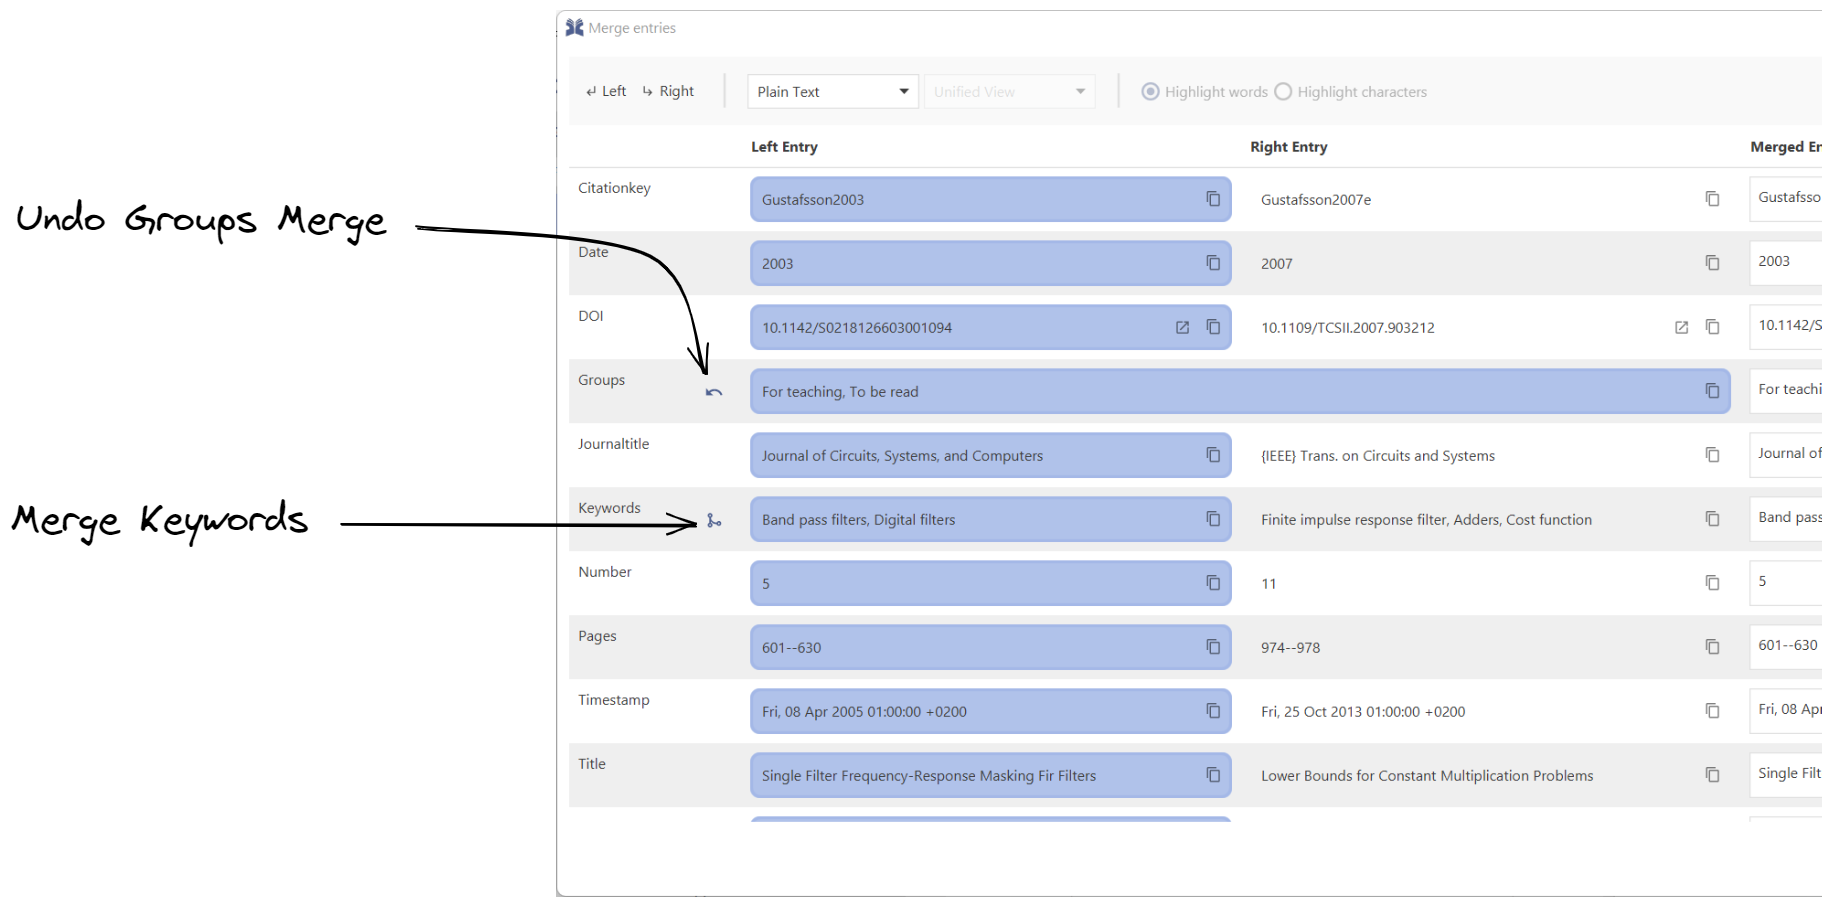 Merge entries
Left Right Plain Text Unified View Highlight words Highlight characters
Left Entry Right Entry Merged En
Citationkey Gustafsson2003 Gustafsson2007e Gustafsso
Undo Groups Merge
Date 2003 2007 2003
DOI 10.1142/S0218126603001094 10.1109/TCSII.2007.903212 10.1142/S
Groups For teaching, To be read For teachi
Journaltitle Journal of Circuits, Systems, and Computers {IEEE} Trans. on Circuits and Systems Journal of
Merge Keywords
Keywords Band pass filters, Digital filters Finite impulse response filter, Adders, Cost function Band pass
Number 5 11 5
Pages 601--630 974--978 601--630
Timestamp Fri, 08 Apr 2005 01:00:00 +0200 Fri, 25 Oct 2013 01:00:00 +0200 Fri, 08 Apr
Title Single Filter Frequency-Response Masking Fir Filters Lower Bounds for Constant Multiplication Problems Single Filt